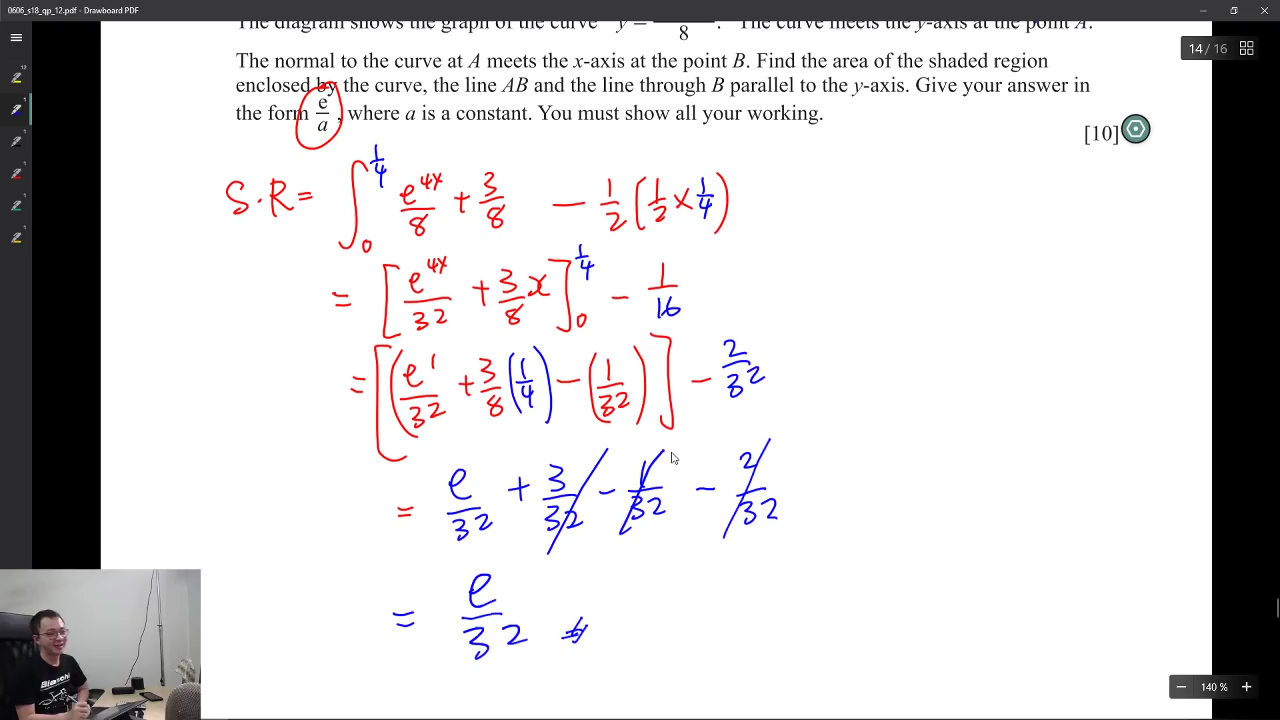 0606_s18_qp_12.pdf - Drawboard PDF
14 / 16
The diagram shows the graph of the curve y = —/8 . The curve meets the y-axis at the point A.
The normal to the curve at A meets the x-axis at the point B. Find the area of the shaded region
enclosed by the curve, the line AB and the line through B parallel to the y-axis. Give your answer in
the form e/a , where a is a constant. You must show all your working.
[10]
S.R = ∫₀^(1/4) e^(4x)/8 + 3/8 − 1/2 (1/2 × 1/4)
= [e^(4x)/32 + 3/8 x]₀^(1/4) − 1/16
= [(e^1/32 + 3/8 (1/4) − (1/32)] − 2/32
= e/32 + 3/32 − 1/32 − 2/32
= e/32
Bianchi
140 %